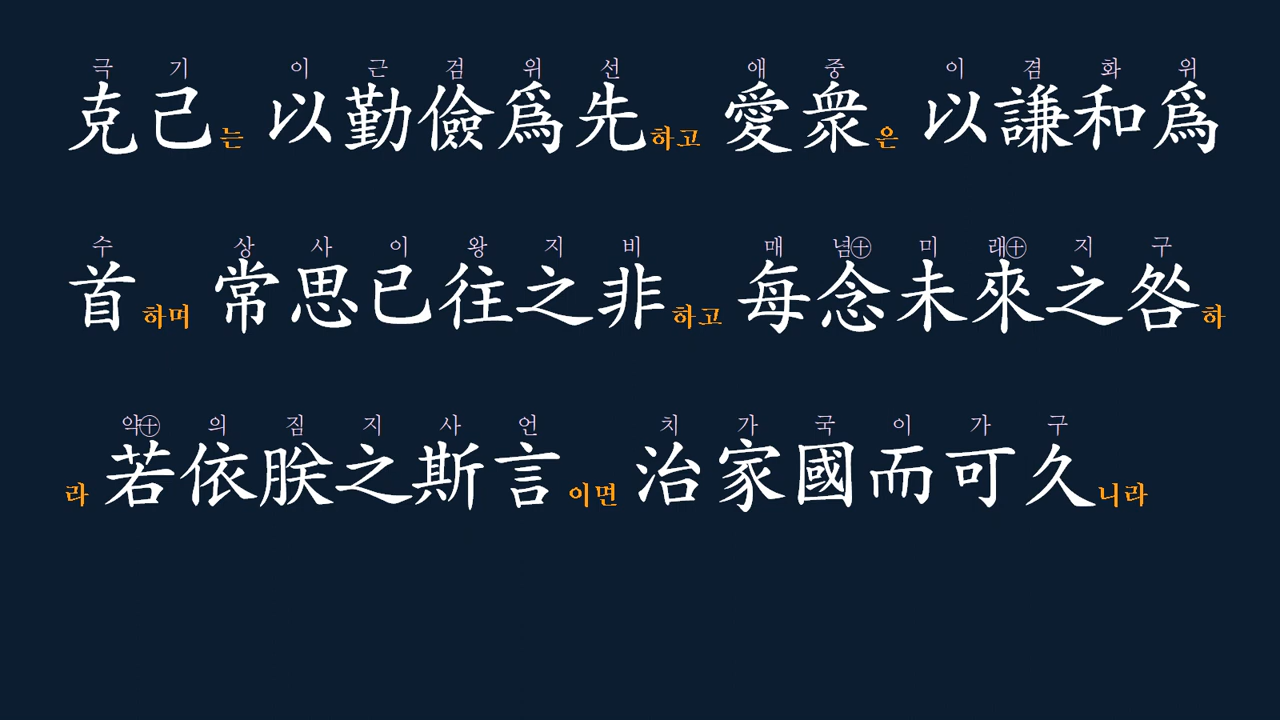 극 기 이 근 검 위 선 애 중 이 겸 화 위
克己는 以勤儉爲先하고 愛衆은 以謙和爲
수 상 사 이 왕 지 비 매 념㊉ 미 래㊉ 지 구
首하며 常思已往之非하고 每念未來之咎하
약㊉ 의 짐 지 사 언 치 가 국 이 가 구
라 若依朕之斯言이면 治家國而可久니라